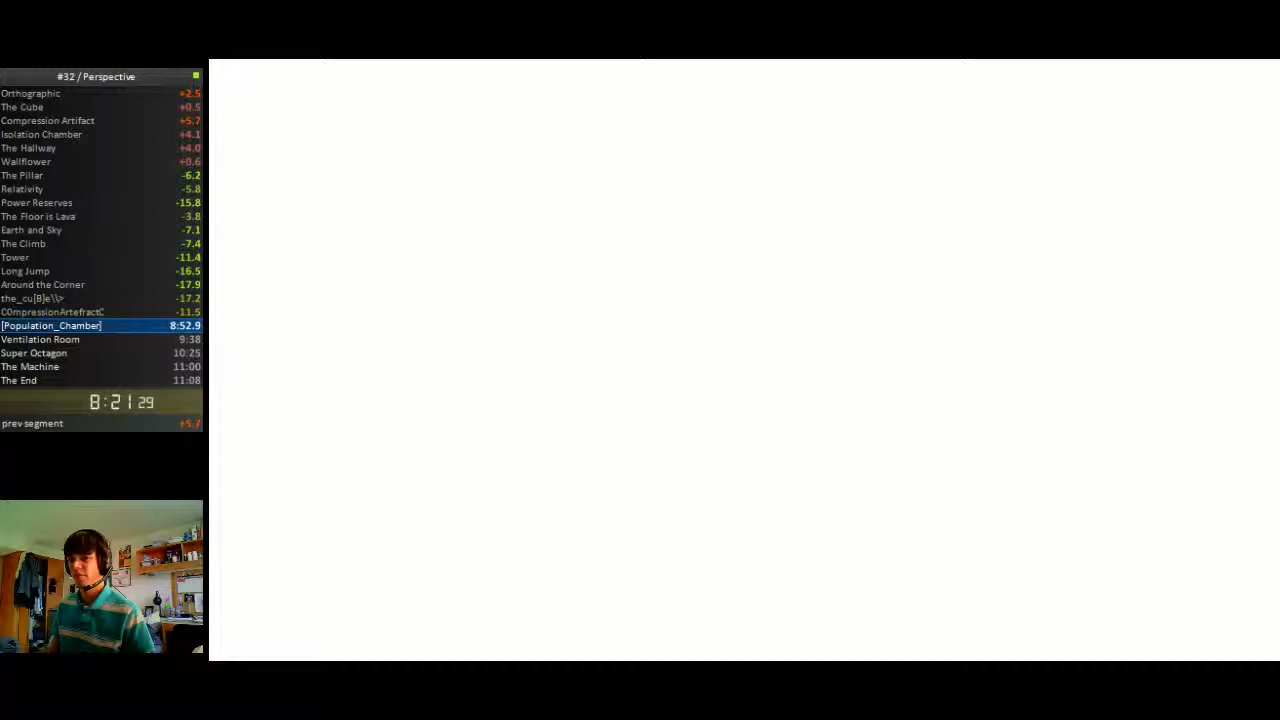 #32 / Perspective
Orthographic +2.5
The Cube +0.5
Compression Artifact +5.7
Isolation Chamber +4.1
The Hallway +4.0
Wallflower +0.6
The Pillar -6.2
Relativity -5.8
Power Reserves -15.8
The Floor is Lava -3.8
Earth and Sky -7.1
The Climb -7.4
Tower -11.4
Long Jump -16.5
Around the Corner -17.9
the_cu[B]e\\> -17.2
C0mpressionArtefractC -11.5
[Population_Chamber] 8:52.9
Ventilation Room 9:38
Super Octagon 10:25
The Machine 11:00
The End 11:08
8:21 29
prev segment +5.7